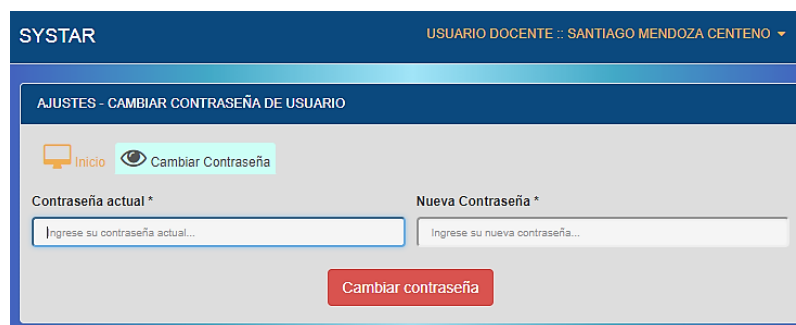 SYSTAR
USUARIO DOCENTE :: SANTIAGO MENDOZA CENTENO
AJUSTES - CAMBIAR CONTRASEÑA DE USUARIO
Inicio
Cambiar Contraseña
Contraseña actual *
Nueva Contraseña *
Ingrese su contraseña actual...
Ingrese su nueva contraseña...
Cambiar contraseña